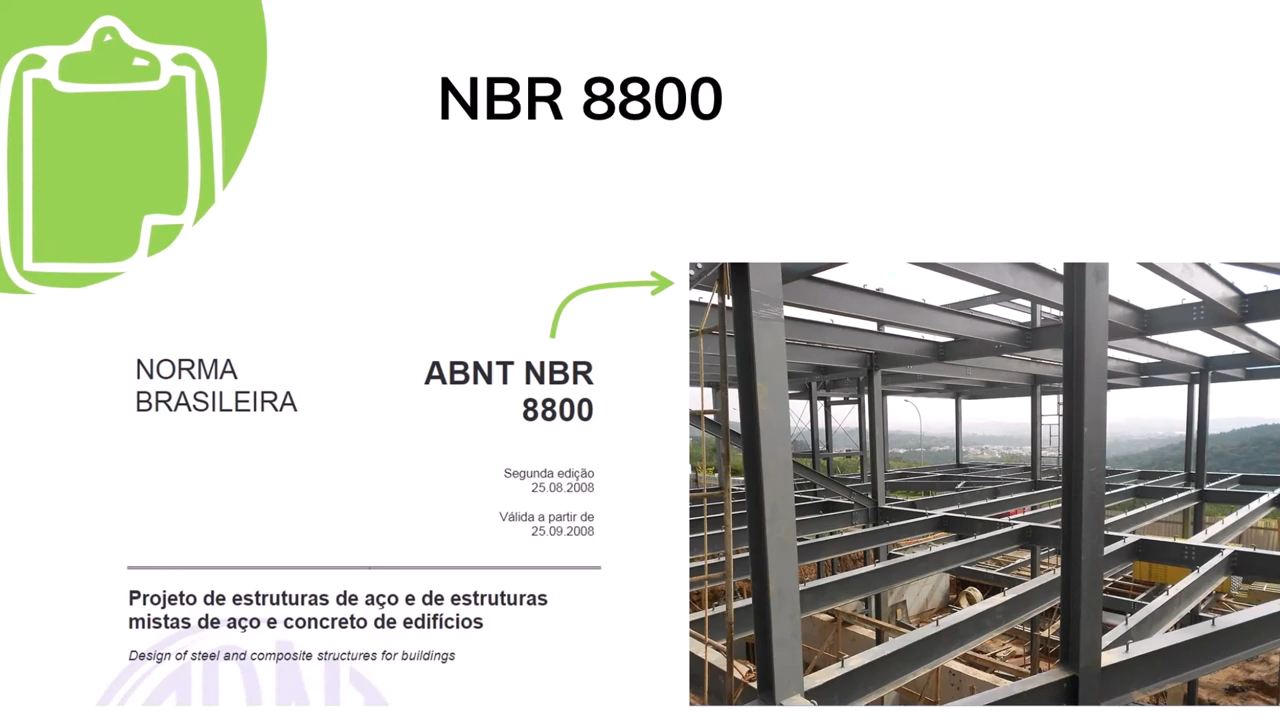 NBR 8800
NORMA
BRASILEIRA
ABNT NBR
8800
Segunda edição
25.08.2008
Válida a partir de
25.09.2008
Projeto de estruturas de aço e de estruturas
mistas de aço e concreto de edifícios
Design of steel and composite structures for buildings